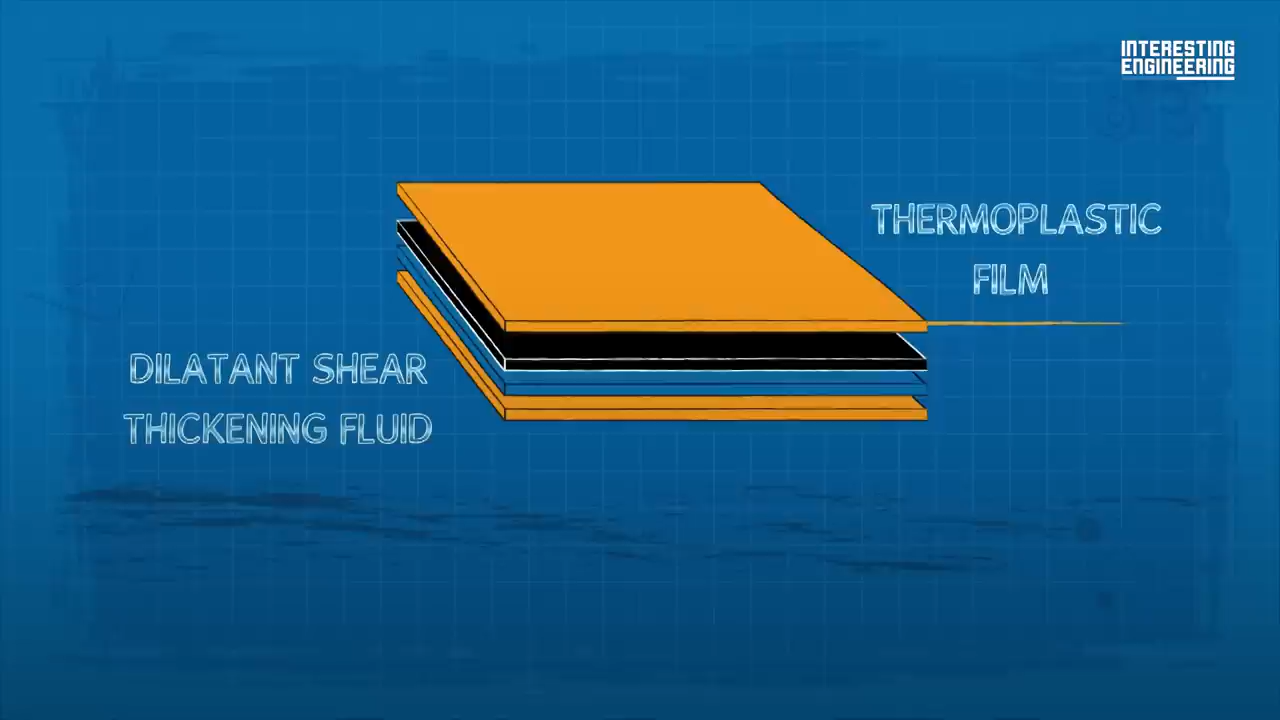 INTERESTING
ENGINEERING
THERMOPLASTIC
FILM
DILATANT SHEAR
THICKENING FLUID